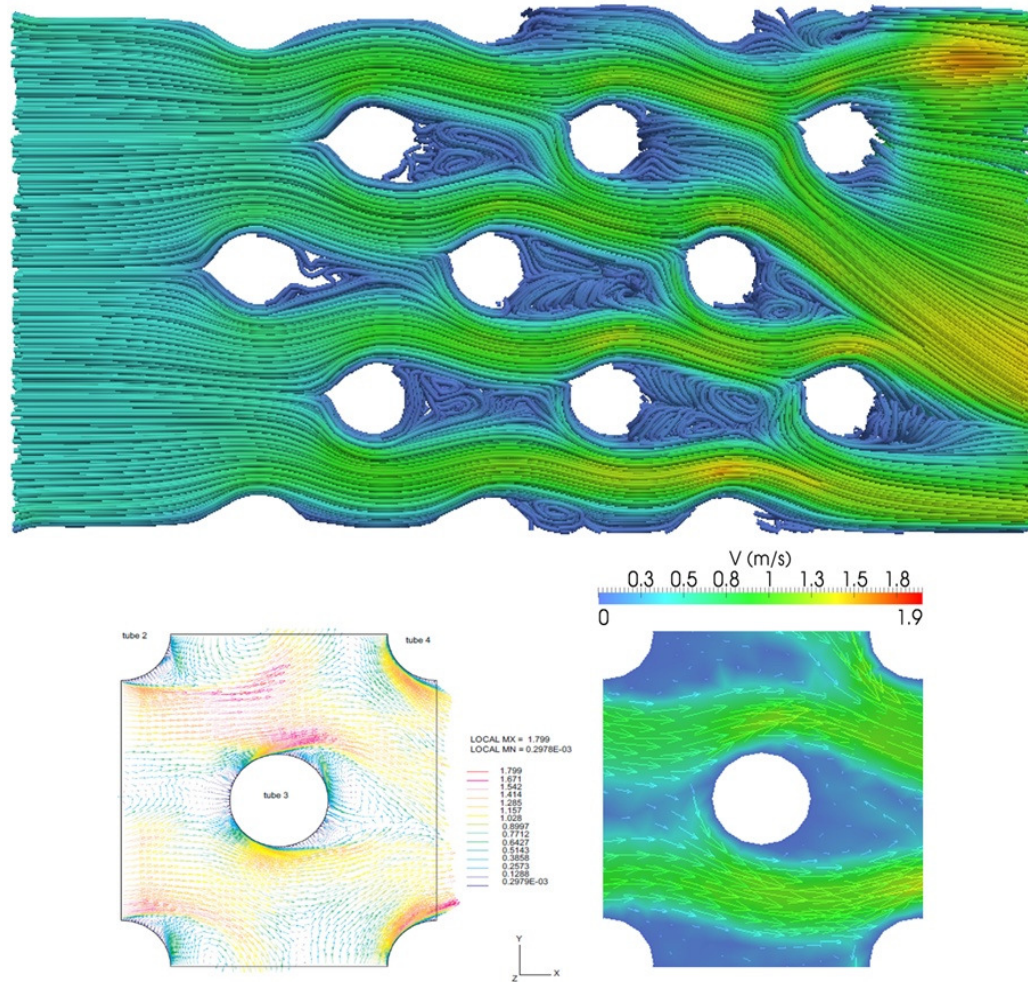 V (m/s)
0.3 0.5 0.8 1 1.3 1.5 1.8
0 1.9
tube 2
tube 4
tube 3
LOCAL MX = 1.799
LOCAL MN = 0.2978E-03
1.799
1.671
1.542
1.414
1.285
1.157
1.028
0.8997
0.7712
0.6427
0.5143
0.3858
0.2573
0.1288
0.2979E-03
Y
Z X